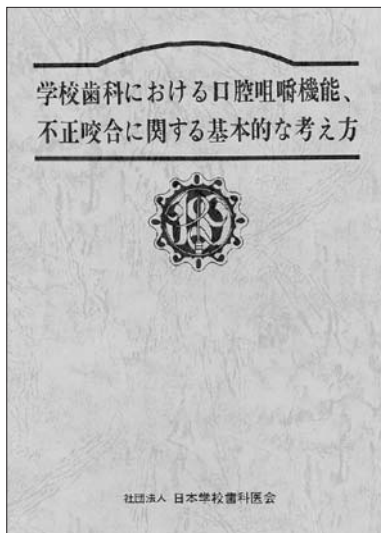 学校歯科における口腔咀嚼機能、
不正咬合に関する基本的な考え方
社団法人 日本学校歯科医会